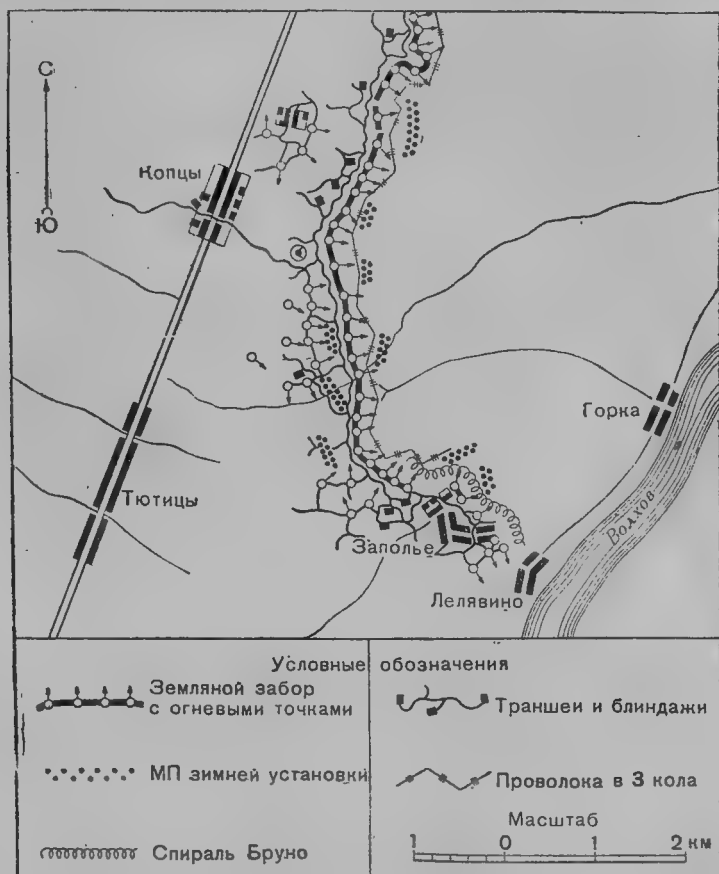 С
Ю
Копцы
Тютицы
Горка
Волхов
Заполье
Лелявино
Условные обозначения
Земляной забор
с огневыми точками
Траншеи и блиндажи
МП зимней установки
Проволока в 3 кола
Спираль Бруно
Масштаб
1 0 1 2 км